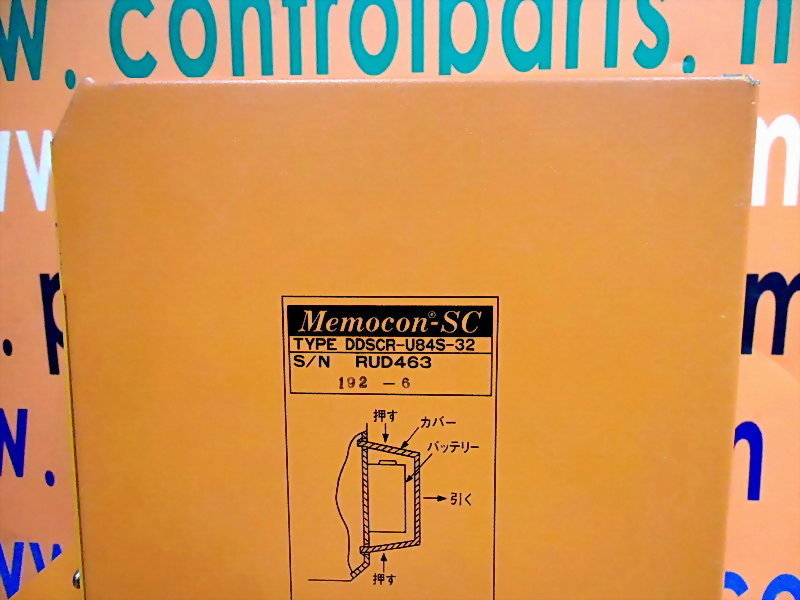 w.controlparts.n
Memocon®-SC
TYPE DDSCR-U84S-32
S/N RUD463
192 - 6
押す
カバー
バッテリー
引く
押す